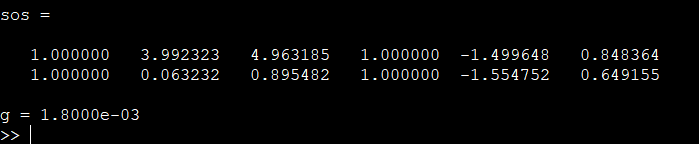 sos =
1.000000 3.992323 4.963185 1.000000 -1.499648 0.848364
1.000000 0.063232 0.895482 1.000000 -1.554752 0.649155
g = 1.8000e-03
>>